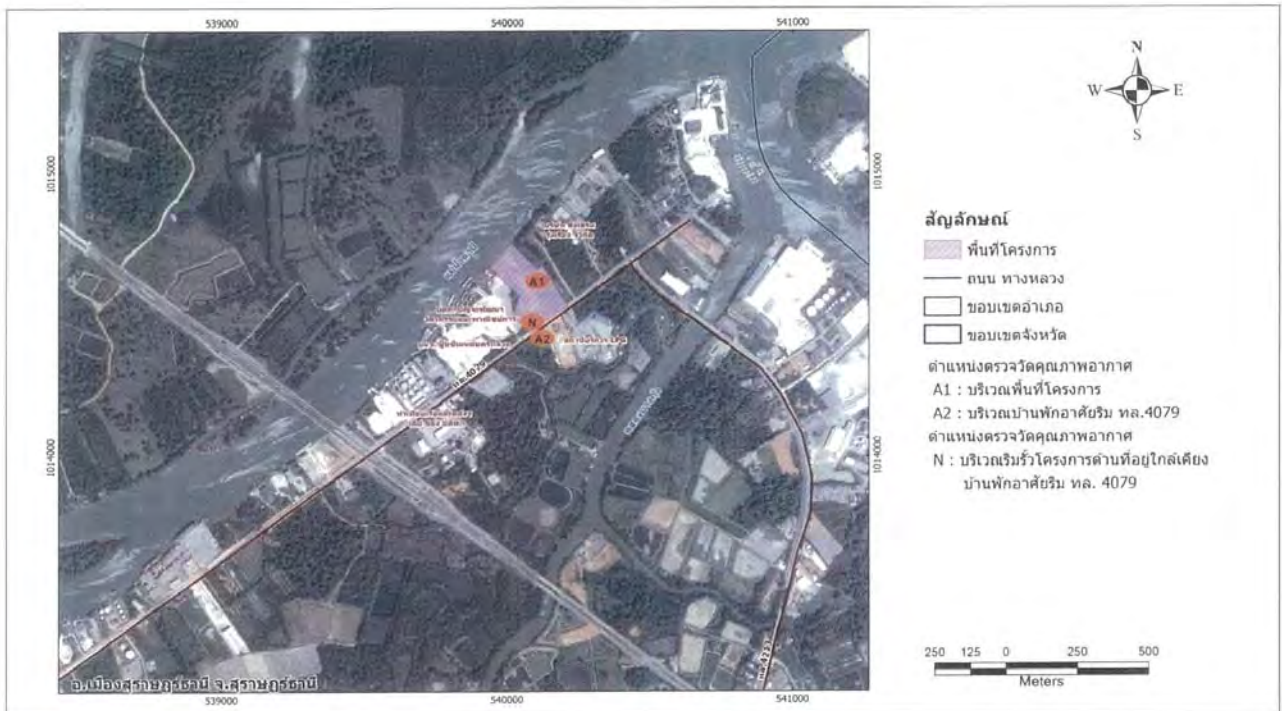 539000
540000
541000
N
W E
S
1015000
1015000
A1
N
A2
ทล.4079
1014000
1014000
อ.เมืองสุราษฎร์ธานี จ.สุราษฎร์ธานี
539000
540000
541000
สัญลักษณ์
พื้นที่โครงการ
ถนน ทางหลวง
ขอบเขตอำเภอ
ขอบเขตจังหวัด
ตำแหน่งตรวจวัดคุณภาพอากาศ
A1 : บริเวณพื้นที่โครงการ
A2 : บริเวณบ้านพักอาศัยริม ทล.4079
ตำแหน่งตรวจวัดคุณภาพอากาศ
N : บริเวณริมรั้วโครงการด้านที่อยู่ใกล้เคียง
บ้านพักอาศัยริม ทล. 4079
250 125 0 250 500
Meters